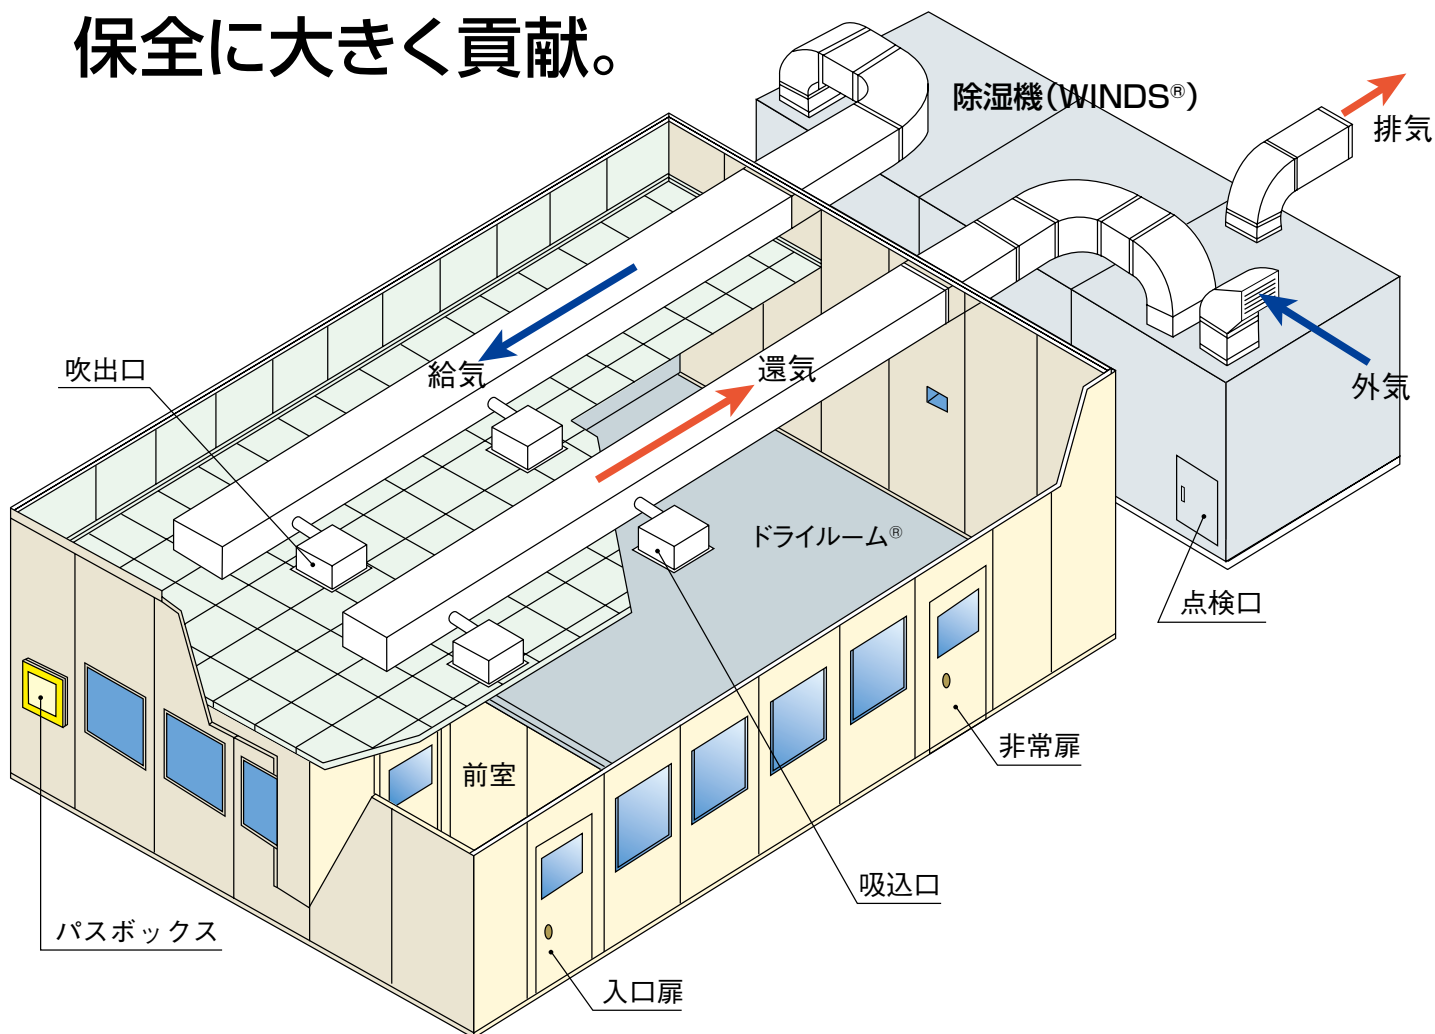 保全に大きく貢献。
除湿機(WINDS®)
排気
吹出口
給気
還気
外気
ドライルーム®
点検口
非常扉
前室
吸込口
パスボックス
入口扉